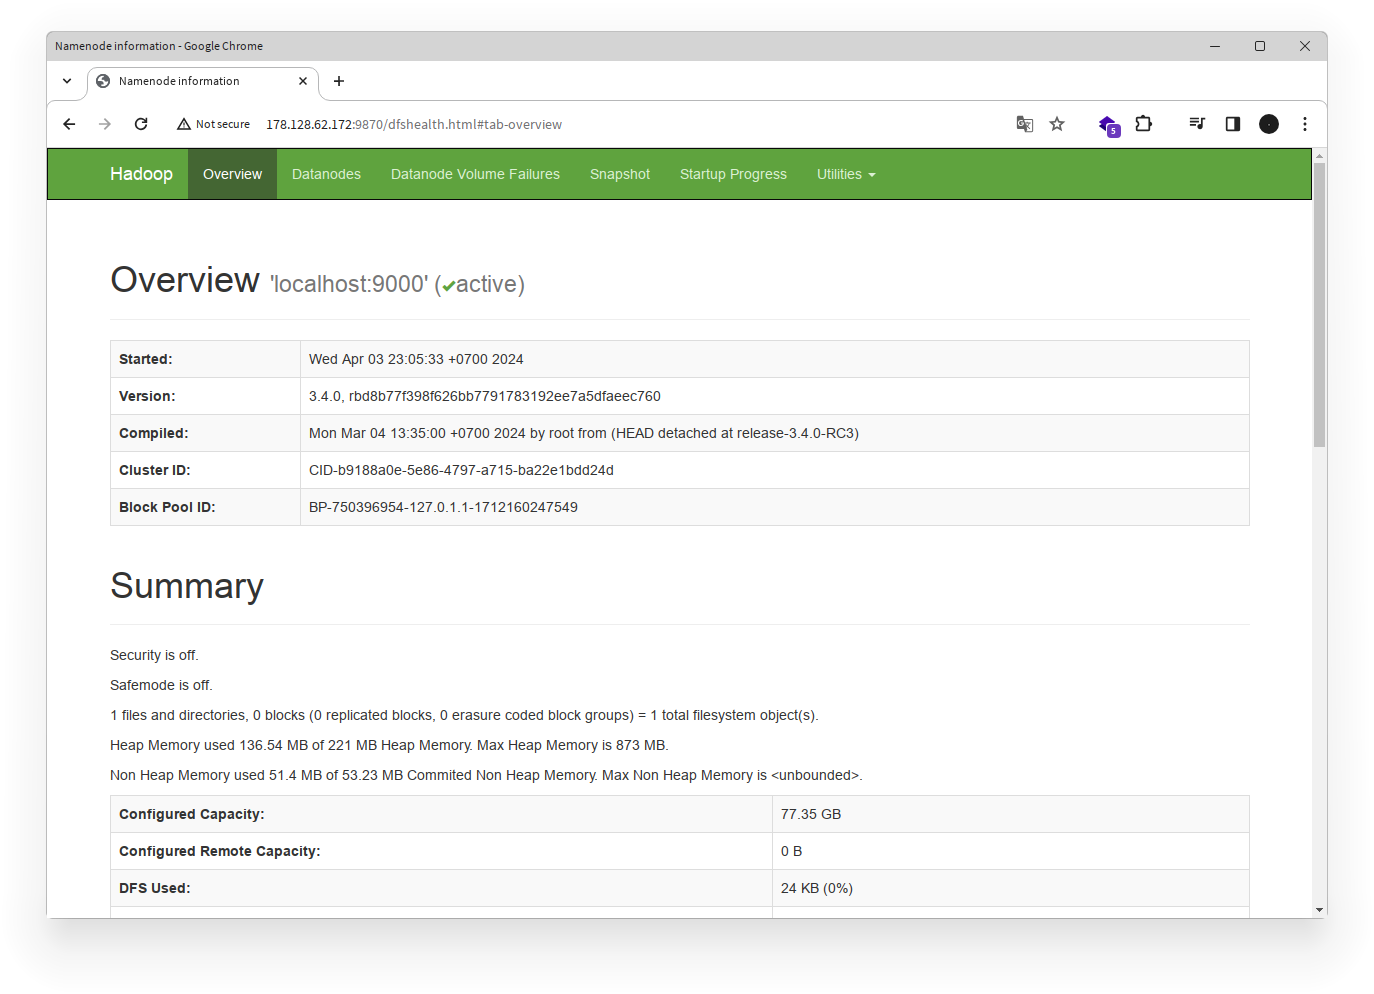 Namenode information - Google Chrome
Namenode information
Not secure 178.128.62.172:9870/dfshealth.html#tab-overview
5
Hadoop Overview Datanodes Datanode Volume Failures Snapshot Startup Progress Utilities
Overview 'localhost:9000' (✔active)
Started: Wed Apr 03 23:05:33 +0700 2024
Version: 3.4.0, rbd8b77f398f626bb7791783192ee7a5dfaeec760
Compiled: Mon Mar 04 13:35:00 +0700 2024 by root from (HEAD detached at release-3.4.0-RC3)
Cluster ID: CID-b9188a0e-5e86-4797-a715-ba22e1bdd24d
Block Pool ID: BP-750396954-127.0.1.1-1712160247549
Summary
Security is off.
Safemode is off.
1 files and directories, 0 blocks (0 replicated blocks, 0 erasure coded block groups) = 1 total filesystem object(s).
Heap Memory used 136.54 MB of 221 MB Heap Memory. Max Heap Memory is 873 MB.
Non Heap Memory used 51.4 MB of 53.23 MB Commited Non Heap Memory. Max Non Heap Memory is <unbounded>.
Configured Capacity: 77.35 GB
Configured Remote Capacity: 0 B
DFS Used: 24 KB (0%)